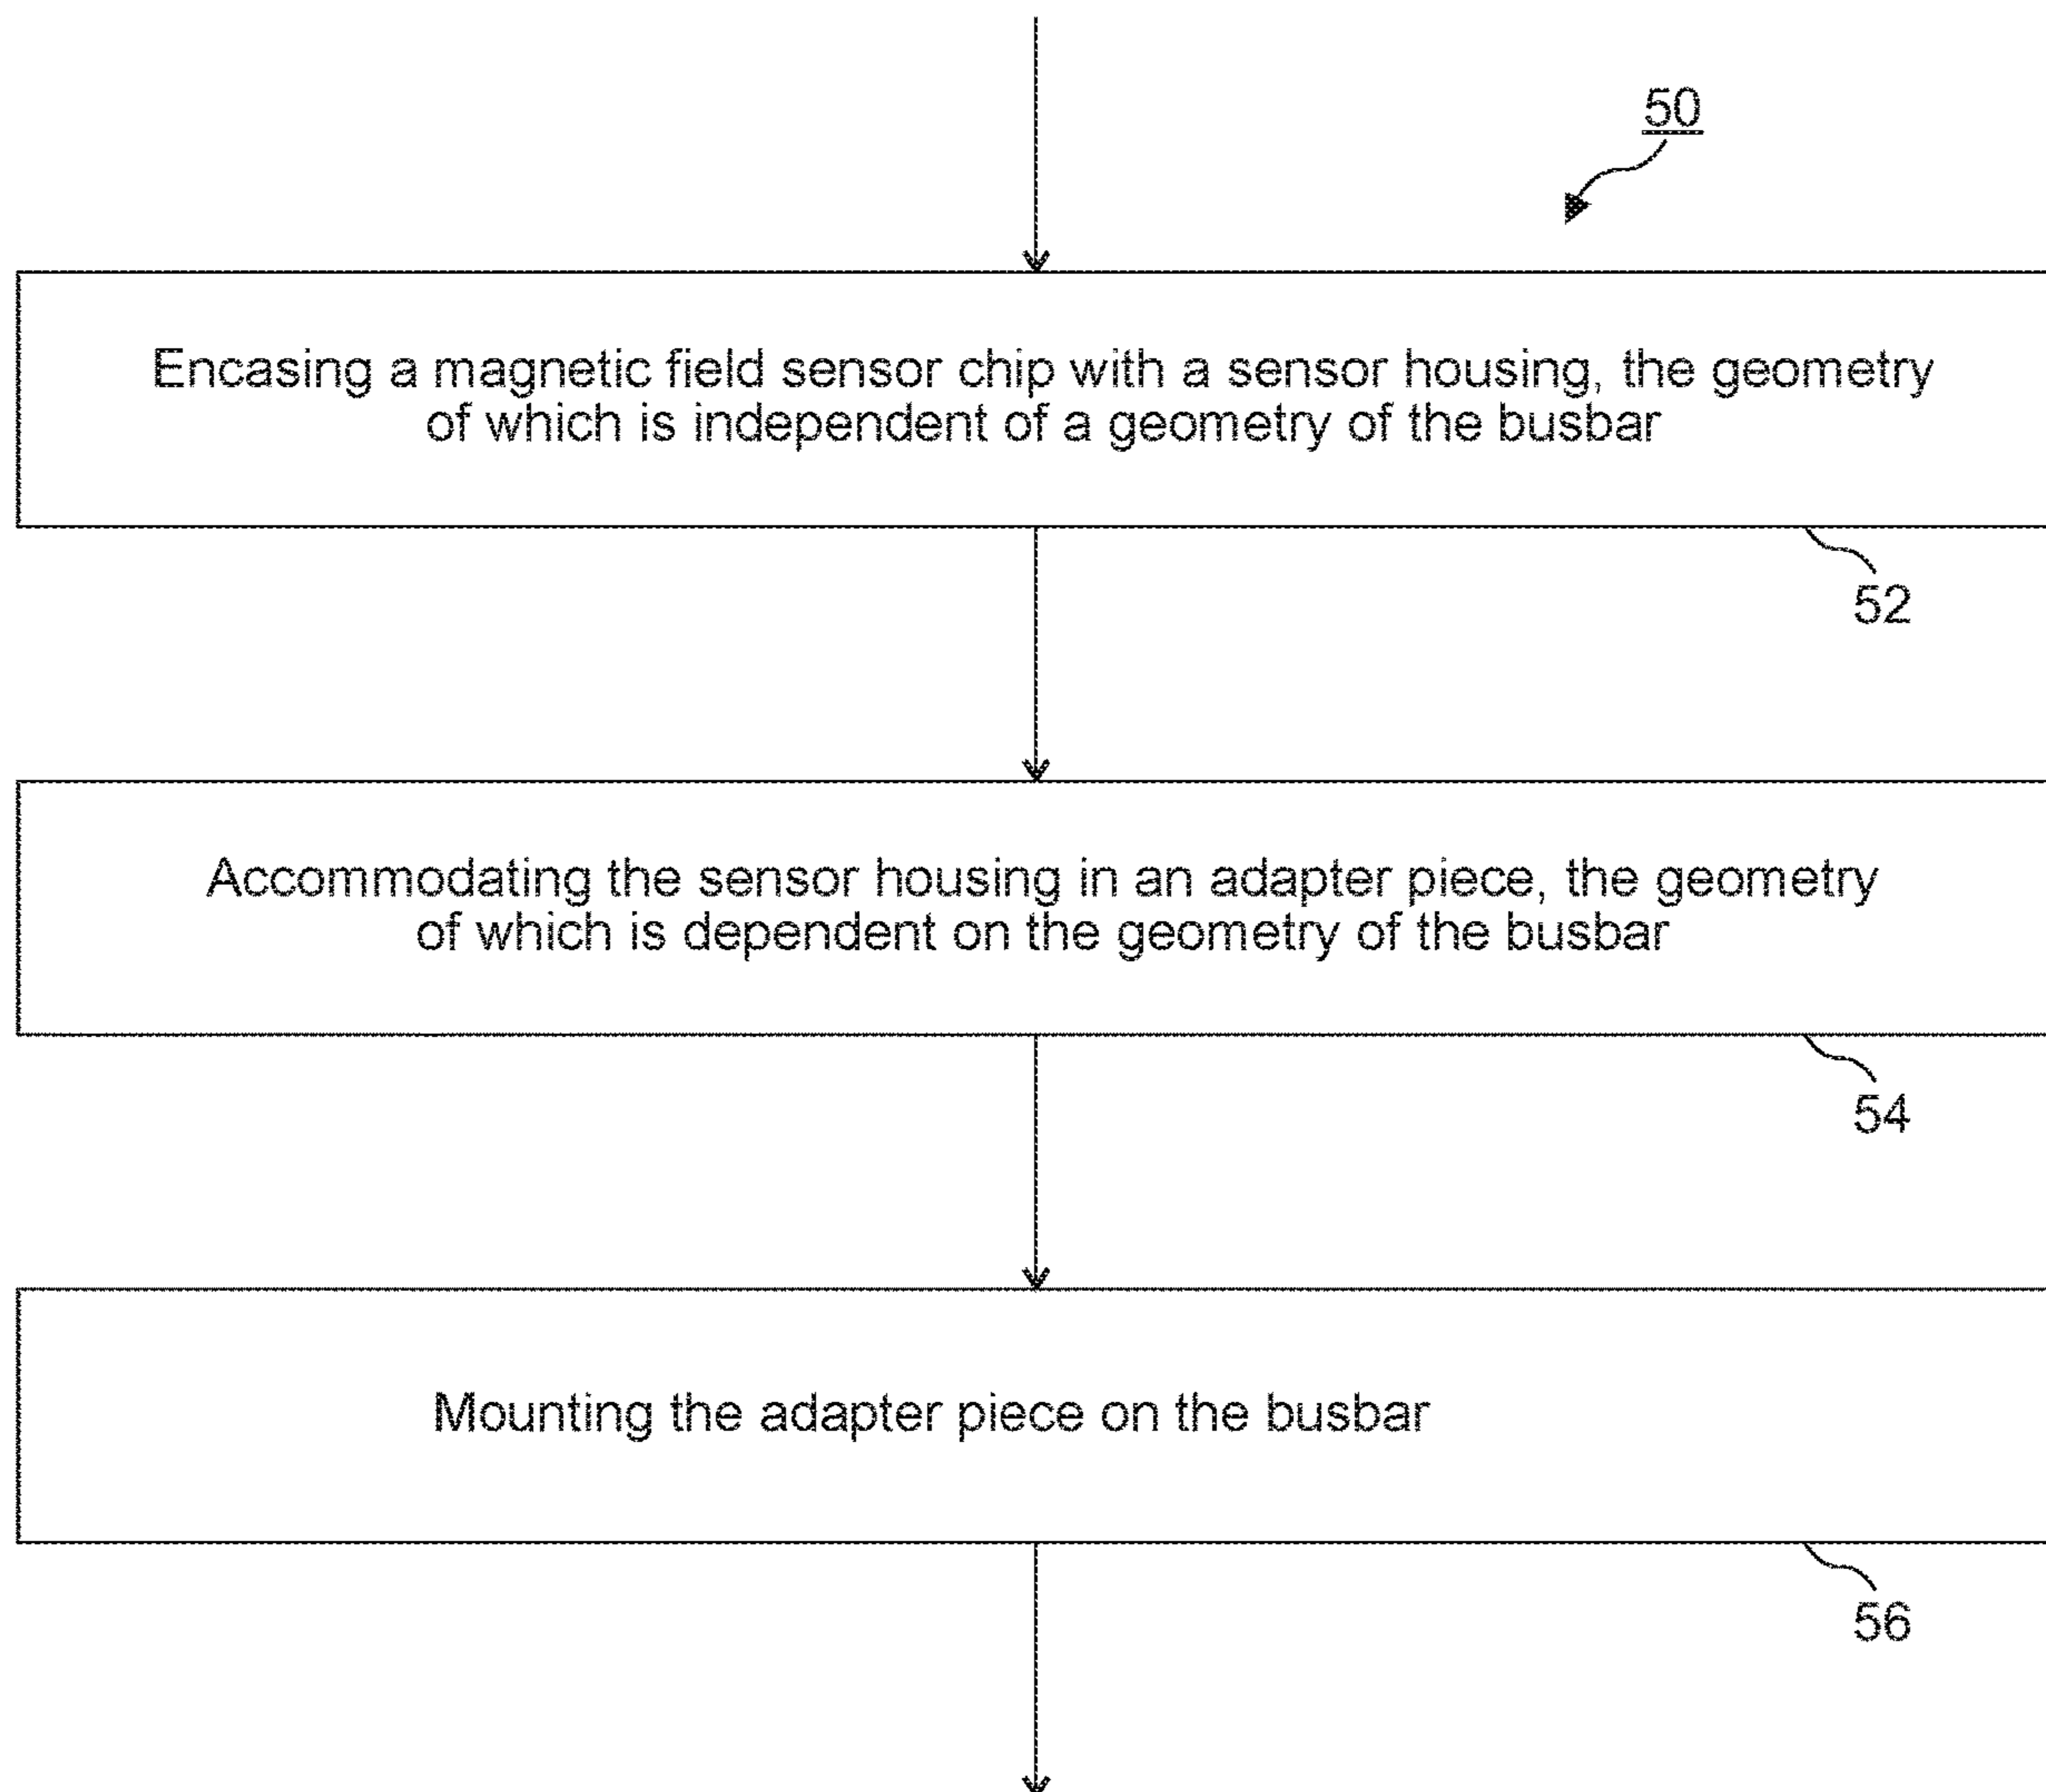 50
Encasing a magnetic field sensor chip with a sensor housing, the geometry
of which is independent of a geometry of the busbar
52
Accommodating the sensor housing in an adapter piece, the geometry
of which is dependent on the geometry of the busbar
54
Mounting the adapter piece on the busbar
56